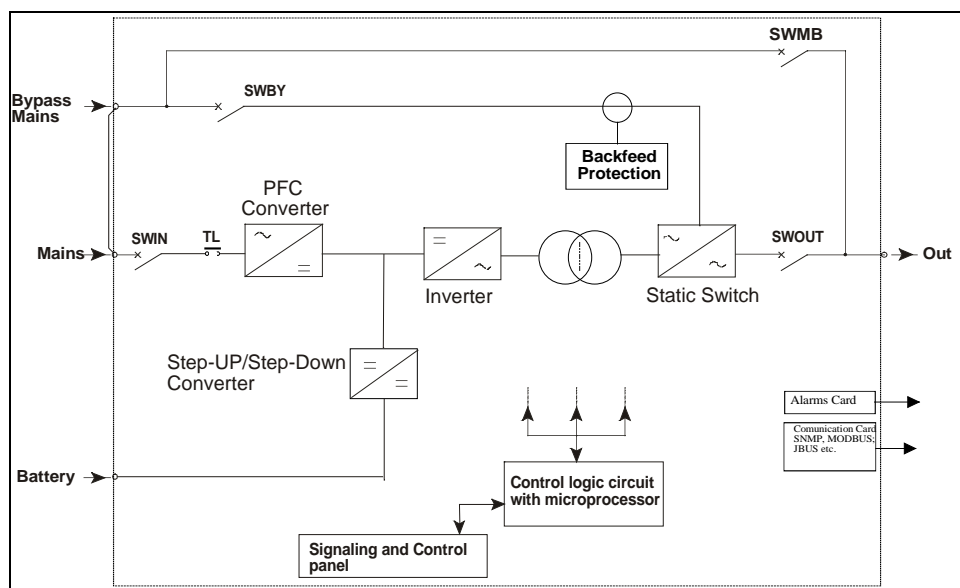 SWMB
Bypass
Mains
SWBY
Backfeed
Protection
PFC
Converter
Mains
SWIN
TL
SWOUT
Out
Inverter
Static Switch
Step-UP/Step-Down
Converter
Alarms Card
Comunication Card
SNMP, MODBUS;
JBUS etc.
Battery
Control logic circuit
with microprocessor
Signaling and Control
panel